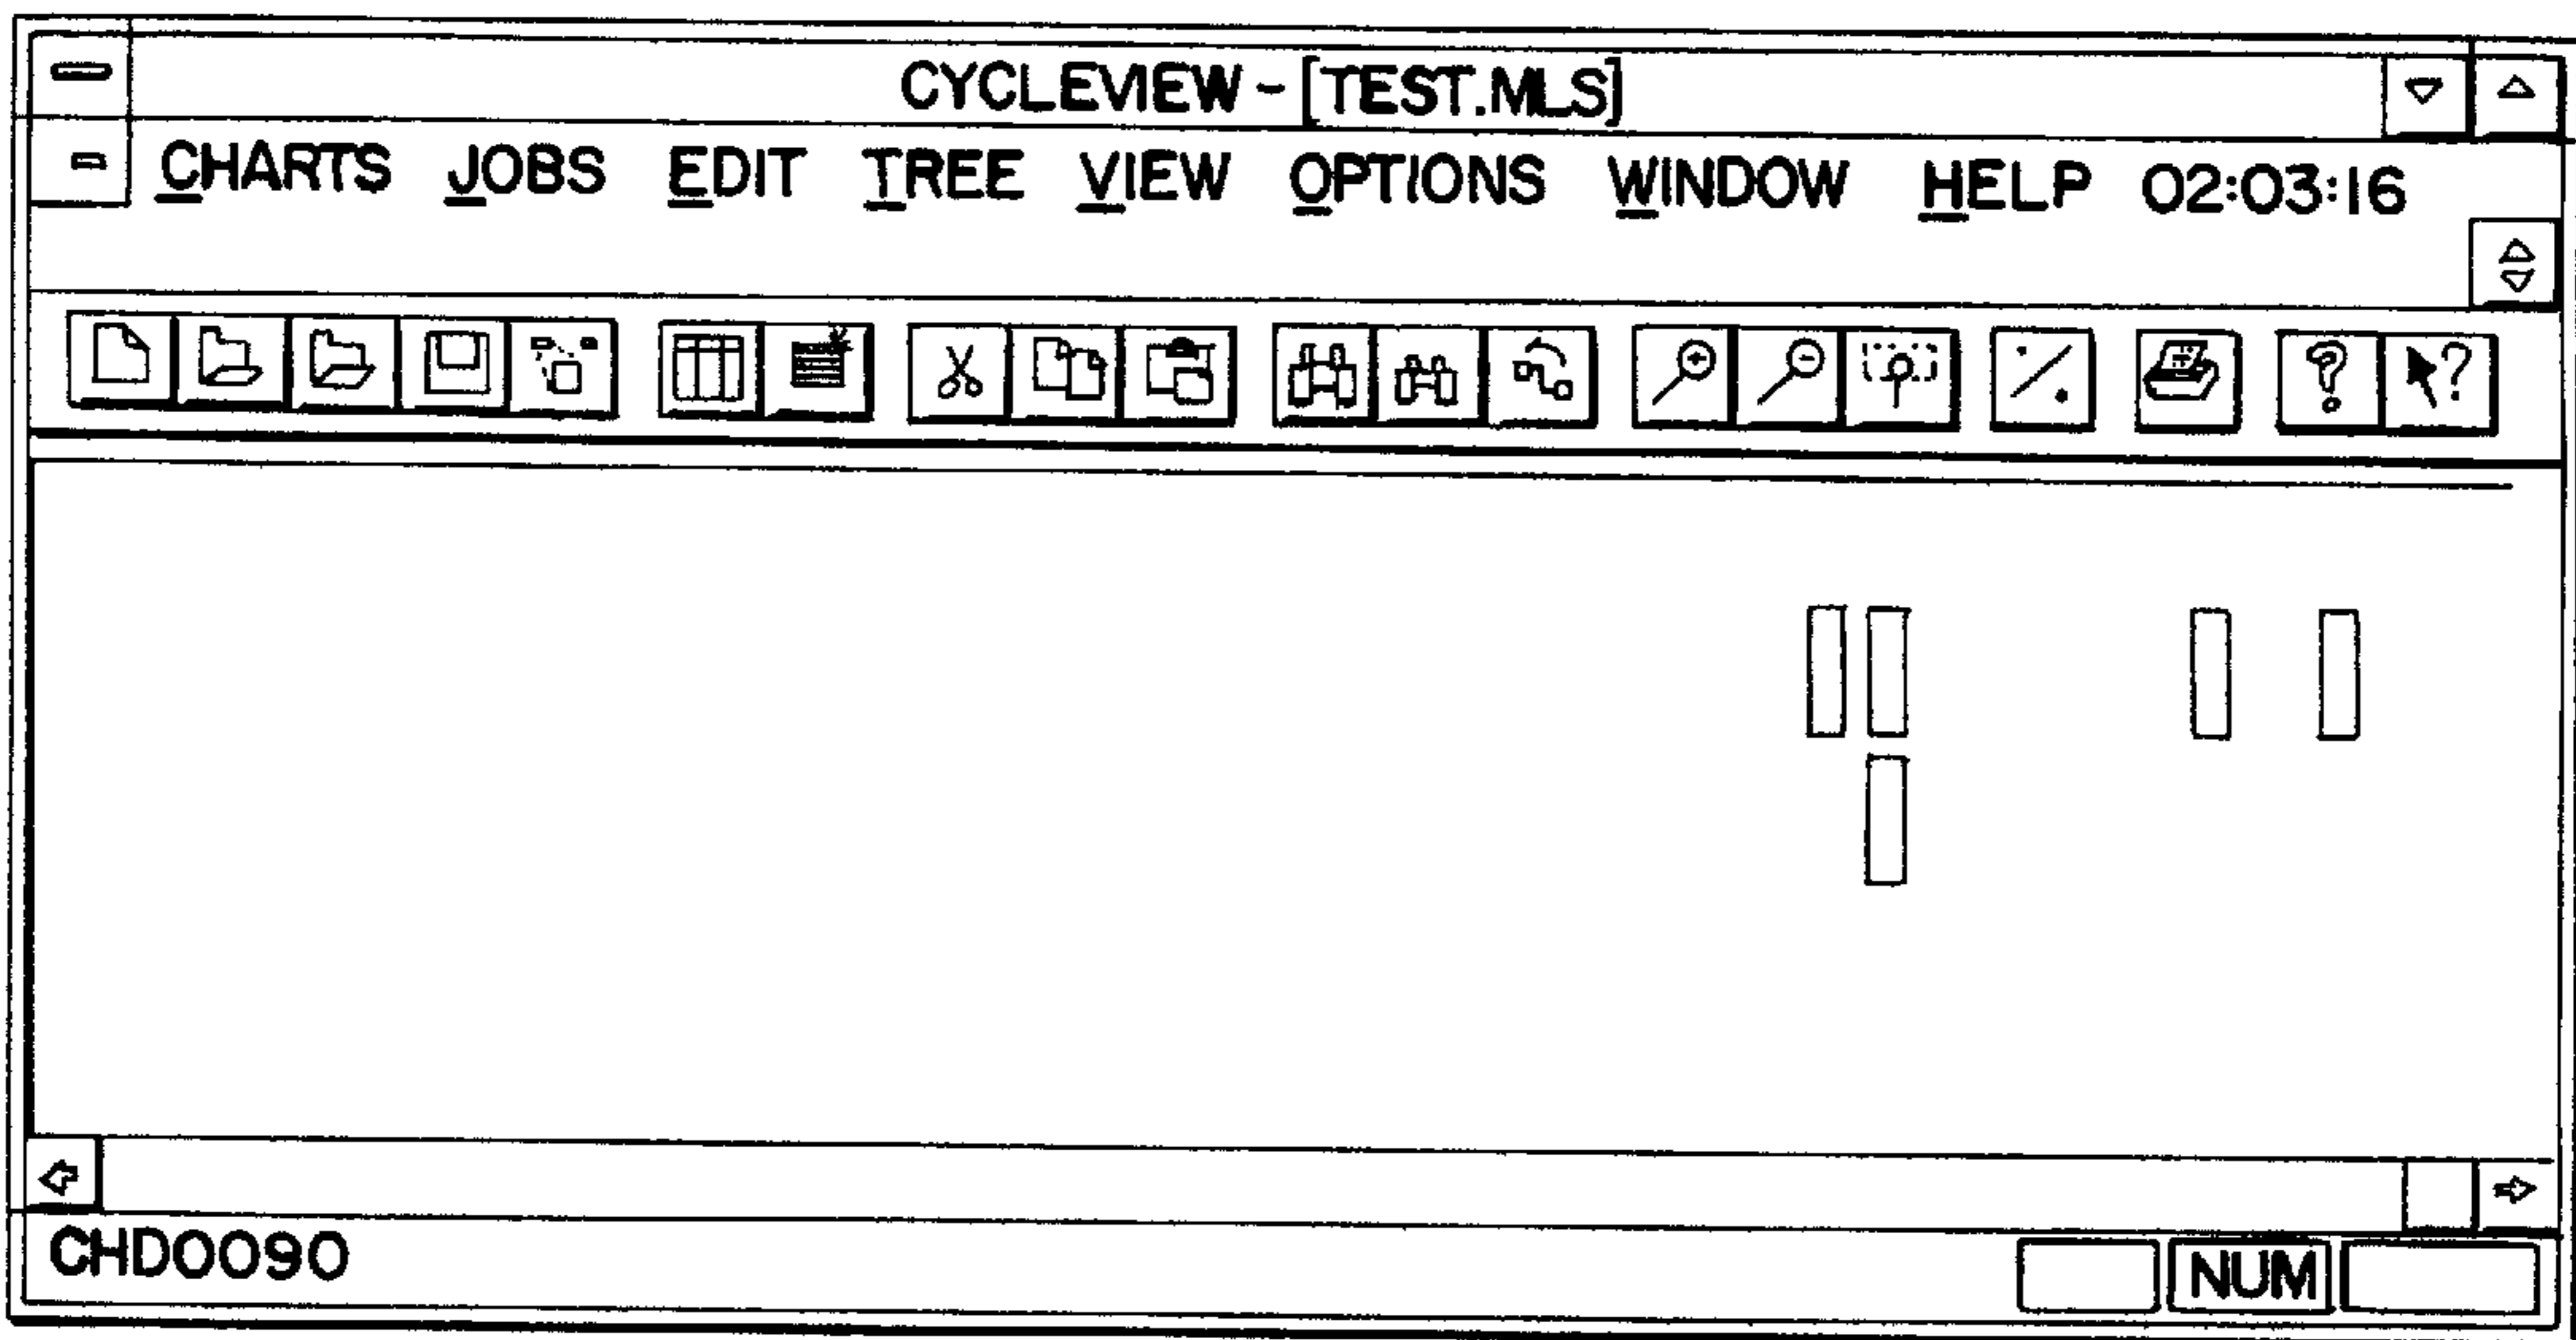 CYCLEVIEW - [TEST.MLS]
CHARTS JOBS EDIT TREE VIEW OPTIONS WINDOW HELP 02:03:16
CHD0090
NUM